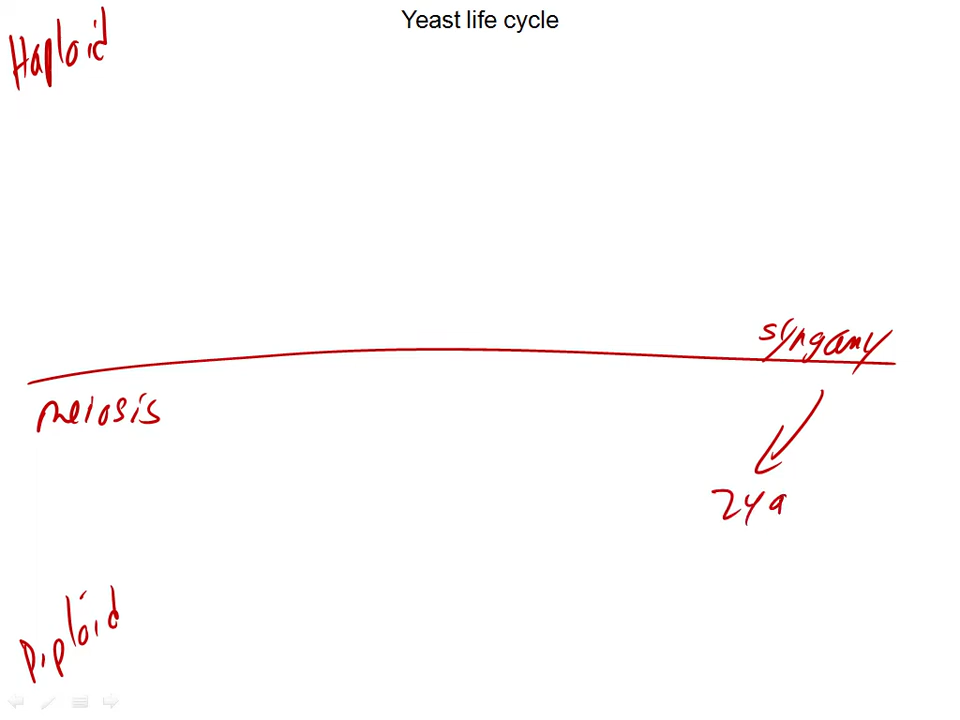 Yeast life cycle
Haploid
syngamy
meiosis
zyg
Diploid